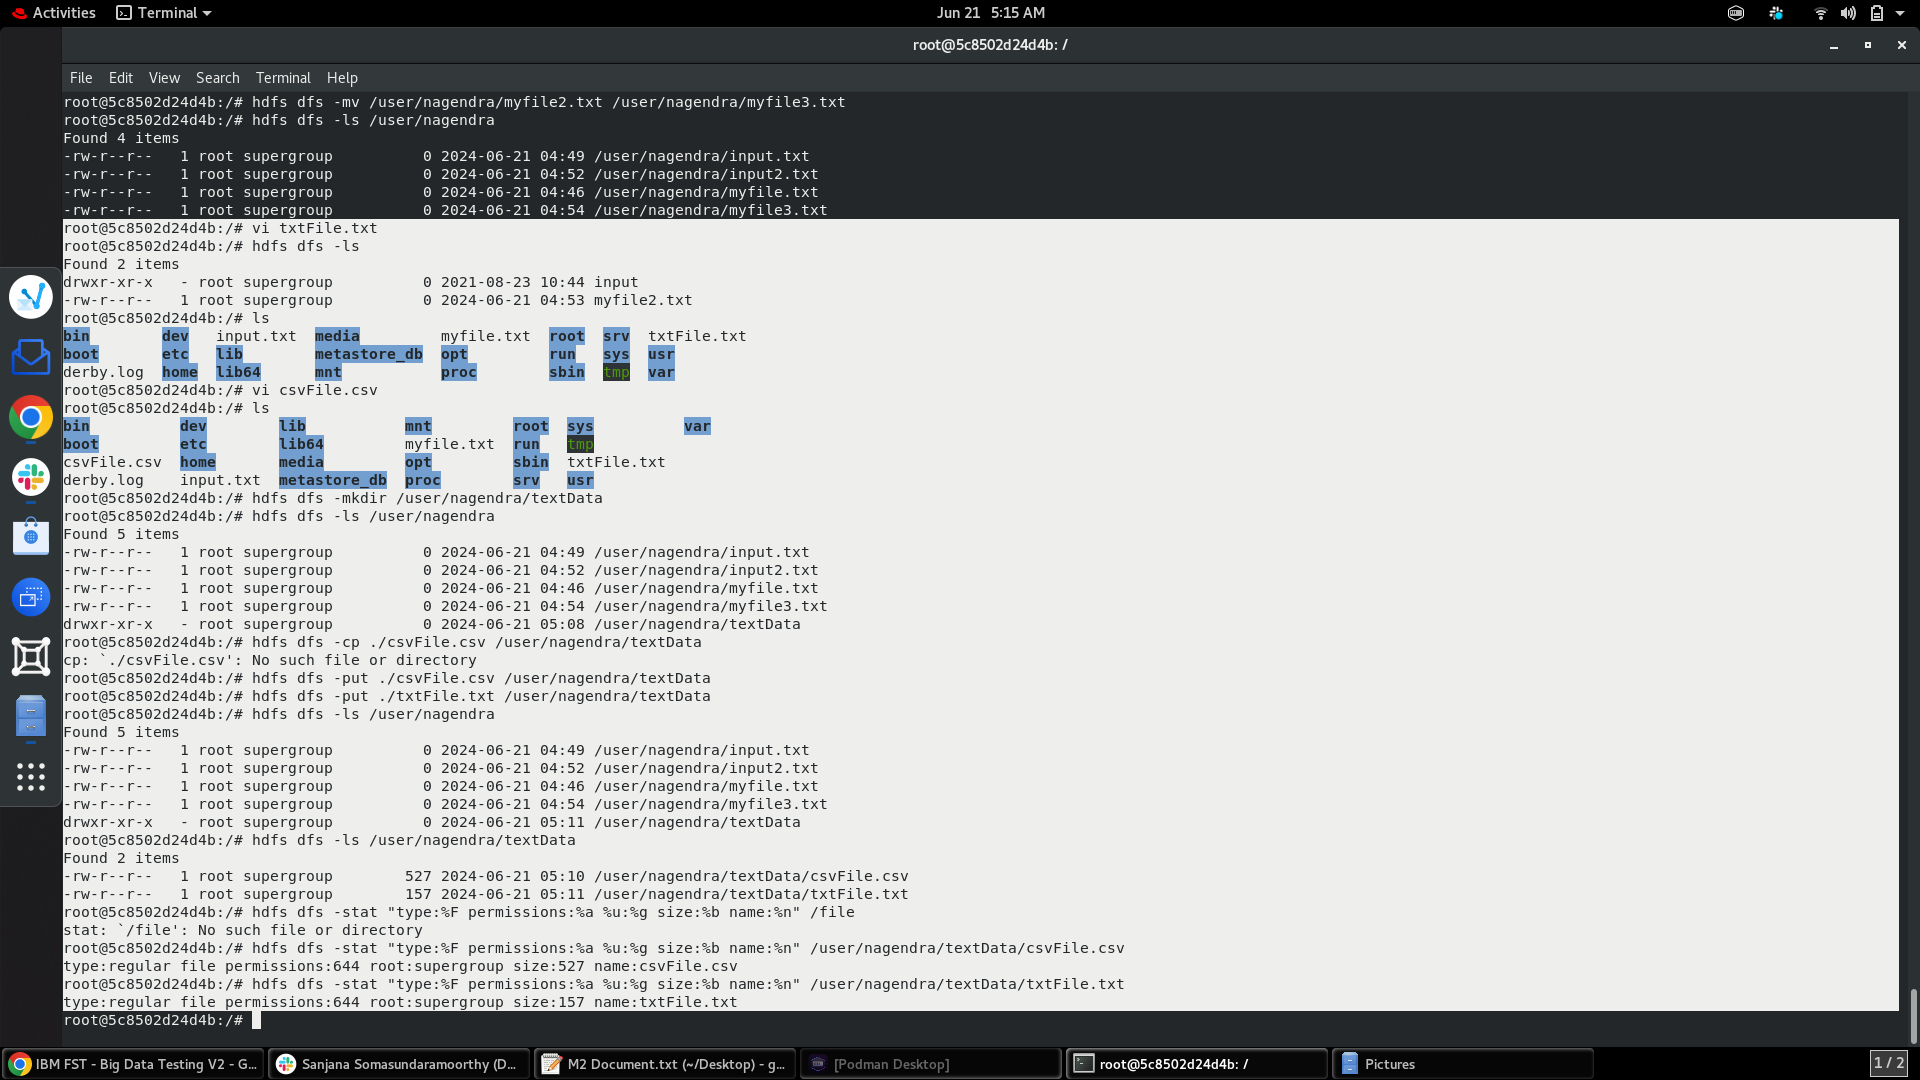 Activities Terminal Jun 21 5:15 AM
root@5c8502d24d4b: /
File Edit View Search Terminal Help
root@5c8502d24d4b:/# hdfs dfs -mv /user/nagendra/myfile2.txt /user/nagendra/myfile3.txt
root@5c8502d24d4b:/# hdfs dfs -ls /user/nagendra
Found 4 items
-rw-r--r--   1 root supergroup          0 2024-06-21 04:49 /user/nagendra/input.txt
-rw-r--r--   1 root supergroup          0 2024-06-21 04:52 /user/nagendra/input2.txt
-rw-r--r--   1 root supergroup          0 2024-06-21 04:46 /user/nagendra/myfile.txt
-rw-r--r--   1 root supergroup          0 2024-06-21 04:54 /user/nagendra/myfile3.txt
root@5c8502d24d4b:/# vi txtFile.txt
root@5c8502d24d4b:/# hdfs dfs -ls
Found 2 items
drwxr-xr-x   - root supergroup          0 2021-08-23 10:44 input
-rw-r--r--   1 root supergroup          0 2024-06-21 04:53 myfile2.txt
root@5c8502d24d4b:/# ls
bin        dev   input.txt  media         myfile.txt  root  srv  txtFile.txt
boot       etc   lib        metastore_db  opt         run   sys  usr
derby.log  home  lib64      mnt           proc        sbin  tmp  var
root@5c8502d24d4b:/# vi csvFile.csv
root@5c8502d24d4b:/# ls
bin          dev        lib           mnt         root  sys          var
boot         etc        lib64         myfile.txt  run   tmp
csvFile.csv  home       media         opt         sbin  txtFile.txt
derby.log    input.txt  metastore_db  proc        srv   usr
root@5c8502d24d4b:/# hdfs dfs -mkdir /user/nagendra/textData
root@5c8502d24d4b:/# hdfs dfs -ls /user/nagendra
Found 5 items
-rw-r--r--   1 root supergroup          0 2024-06-21 04:49 /user/nagendra/input.txt
-rw-r--r--   1 root supergroup          0 2024-06-21 04:52 /user/nagendra/input2.txt
-rw-r--r--   1 root supergroup          0 2024-06-21 04:46 /user/nagendra/myfile.txt
-rw-r--r--   1 root supergroup          0 2024-06-21 04:54 /user/nagendra/myfile3.txt
drwxr-xr-x   - root supergroup          0 2024-06-21 05:08 /user/nagendra/textData
root@5c8502d24d4b:/# hdfs dfs -cp ./csvFile.csv /user/nagendra/textData
cp: `./csvFile.csv': No such file or directory
root@5c8502d24d4b:/# hdfs dfs -put ./csvFile.csv /user/nagendra/textData
root@5c8502d24d4b:/# hdfs dfs -put ./txtFile.txt /user/nagendra/textData
root@5c8502d24d4b:/# hdfs dfs -ls /user/nagendra
Found 5 items
-rw-r--r--   1 root supergroup          0 2024-06-21 04:49 /user/nagendra/input.txt
-rw-r--r--   1 root supergroup          0 2024-06-21 04:52 /user/nagendra/input2.txt
-rw-r--r--   1 root supergroup          0 2024-06-21 04:46 /user/nagendra/myfile.txt
-rw-r--r--   1 root supergroup          0 2024-06-21 04:54 /user/nagendra/myfile3.txt
drwxr-xr-x   - root supergroup          0 2024-06-21 05:11 /user/nagendra/textData
root@5c8502d24d4b:/# hdfs dfs -ls /user/nagendra/textData
Found 2 items
-rw-r--r--   1 root supergroup        527 2024-06-21 05:10 /user/nagendra/textData/csvFile.csv
-rw-r--r--   1 root supergroup        157 2024-06-21 05:11 /user/nagendra/textData/txtFile.txt
root@5c8502d24d4b:/# hdfs dfs -stat "type:%F permissions:%a %u:%g size:%b name:%n" /file
stat: `/file': No such file or directory
root@5c8502d24d4b:/# hdfs dfs -stat "type:%F permissions:%a %u:%g size:%b name:%n" /user/nagendra/textData/csvFile.csv
type:regular file permissions:644 root:supergroup size:527 name:csvFile.csv
root@5c8502d24d4b:/# hdfs dfs -stat "type:%F permissions:%a %u:%g size:%b name:%n" /user/nagendra/textData/txtFile.txt
type:regular file permissions:644 root:supergroup size:157 name:txtFile.txt
root@5c8502d24d4b:/#
IBM FST - Big Data Testing V2 - G... Sanjana Somasundaramoorthy (D... M2 Document.txt (~/Desktop) - g... [Podman Desktop] root@5c8502d24d4b: / Pictures 1 / 2